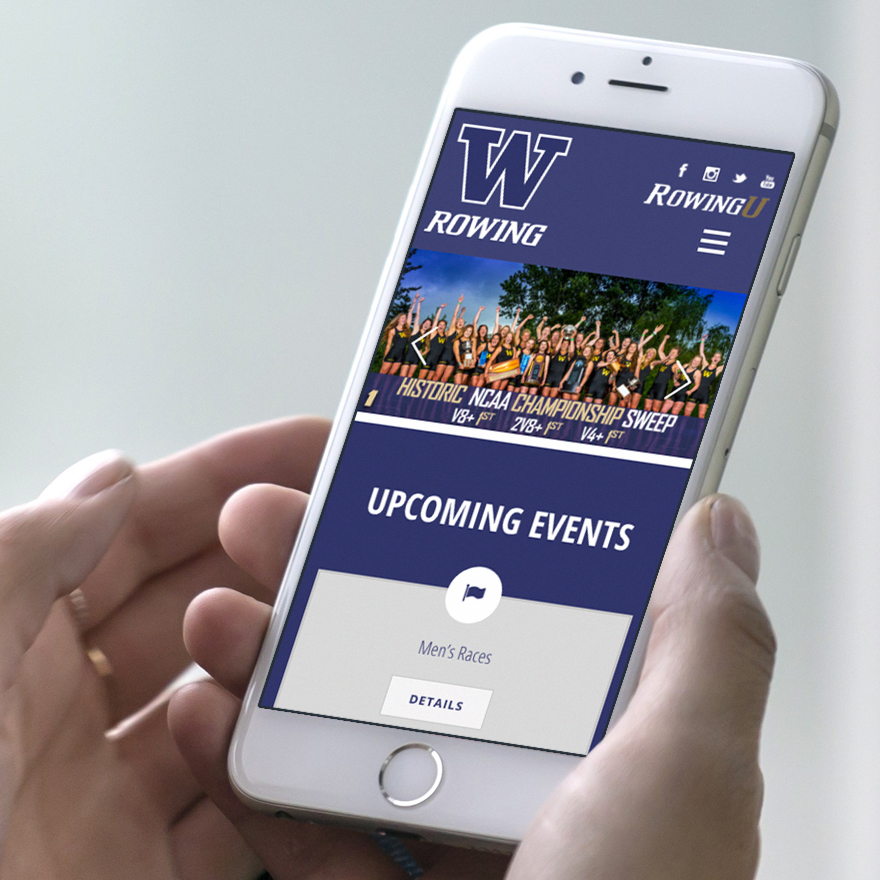 W
ROWING
You
Tube
ROWINGU
HISTORIC NCAA CHAMPIONSHIP SWEEP
1
V8+ 1ST 2V8+ 1ST V4+ 1ST
UPCOMING EVENTS
Men's Races
DETAILS